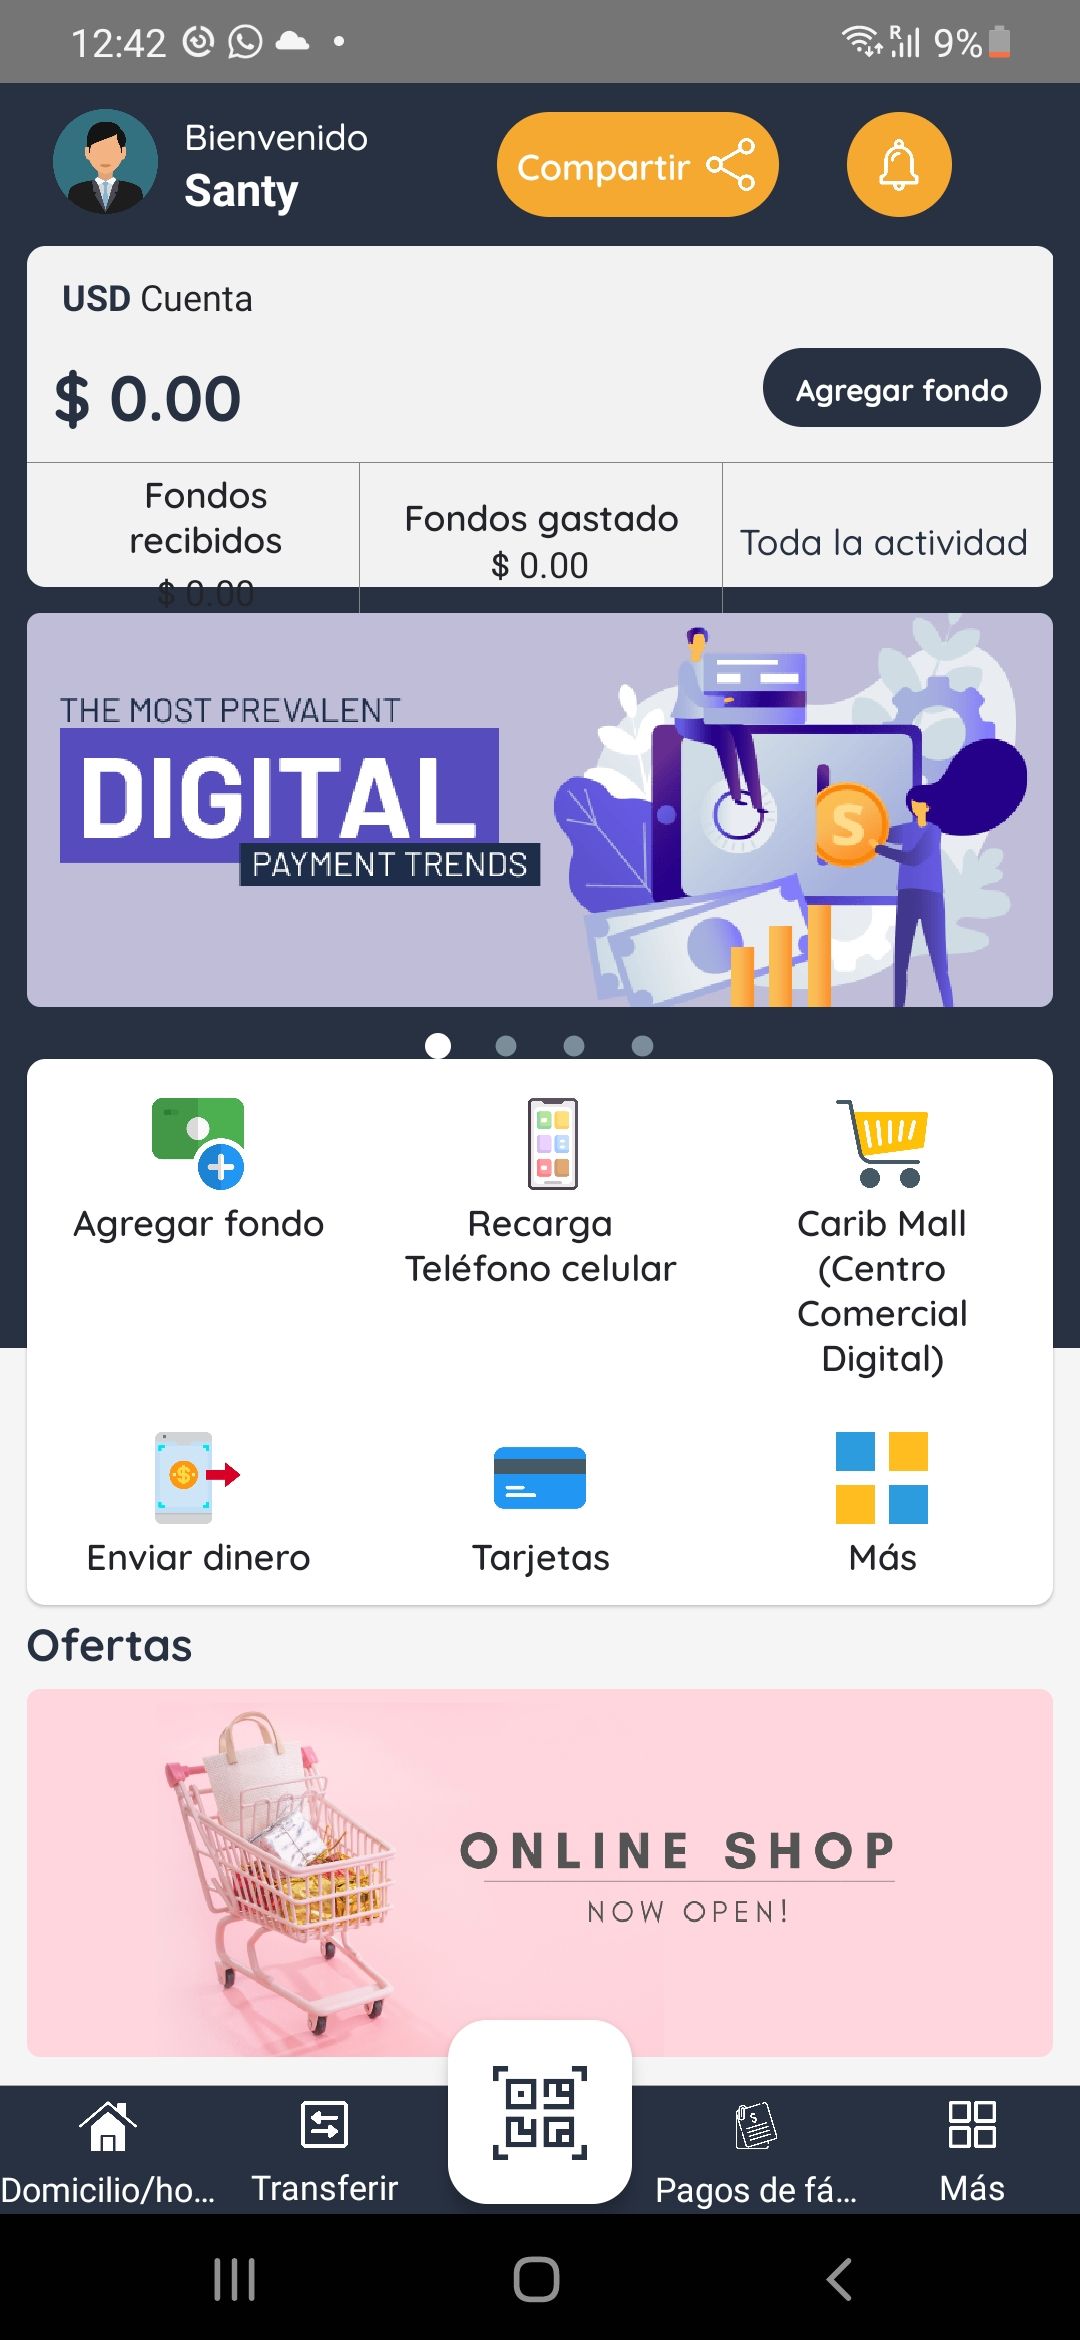 12:42
R
9%
Bienvenido
Santy
Compartir
USD Cuenta
$ 0.00
Agregar fondo
Fondos
recibidos
$ 0.00
Fondos gastado
$ 0.00
Toda la actividad
THE MOST PREVALENT
DIGITAL
PAYMENT TRENDS
Agregar fondo
Recarga
Teléfono celular
Carib Mall
(Centro
Comercial
Digital)
Enviar dinero
Tarjetas
Más
Ofertas
ONLINE SHOP
NOW OPEN!
Domicilio/ho...
Transferir
Pagos de fá...
Más